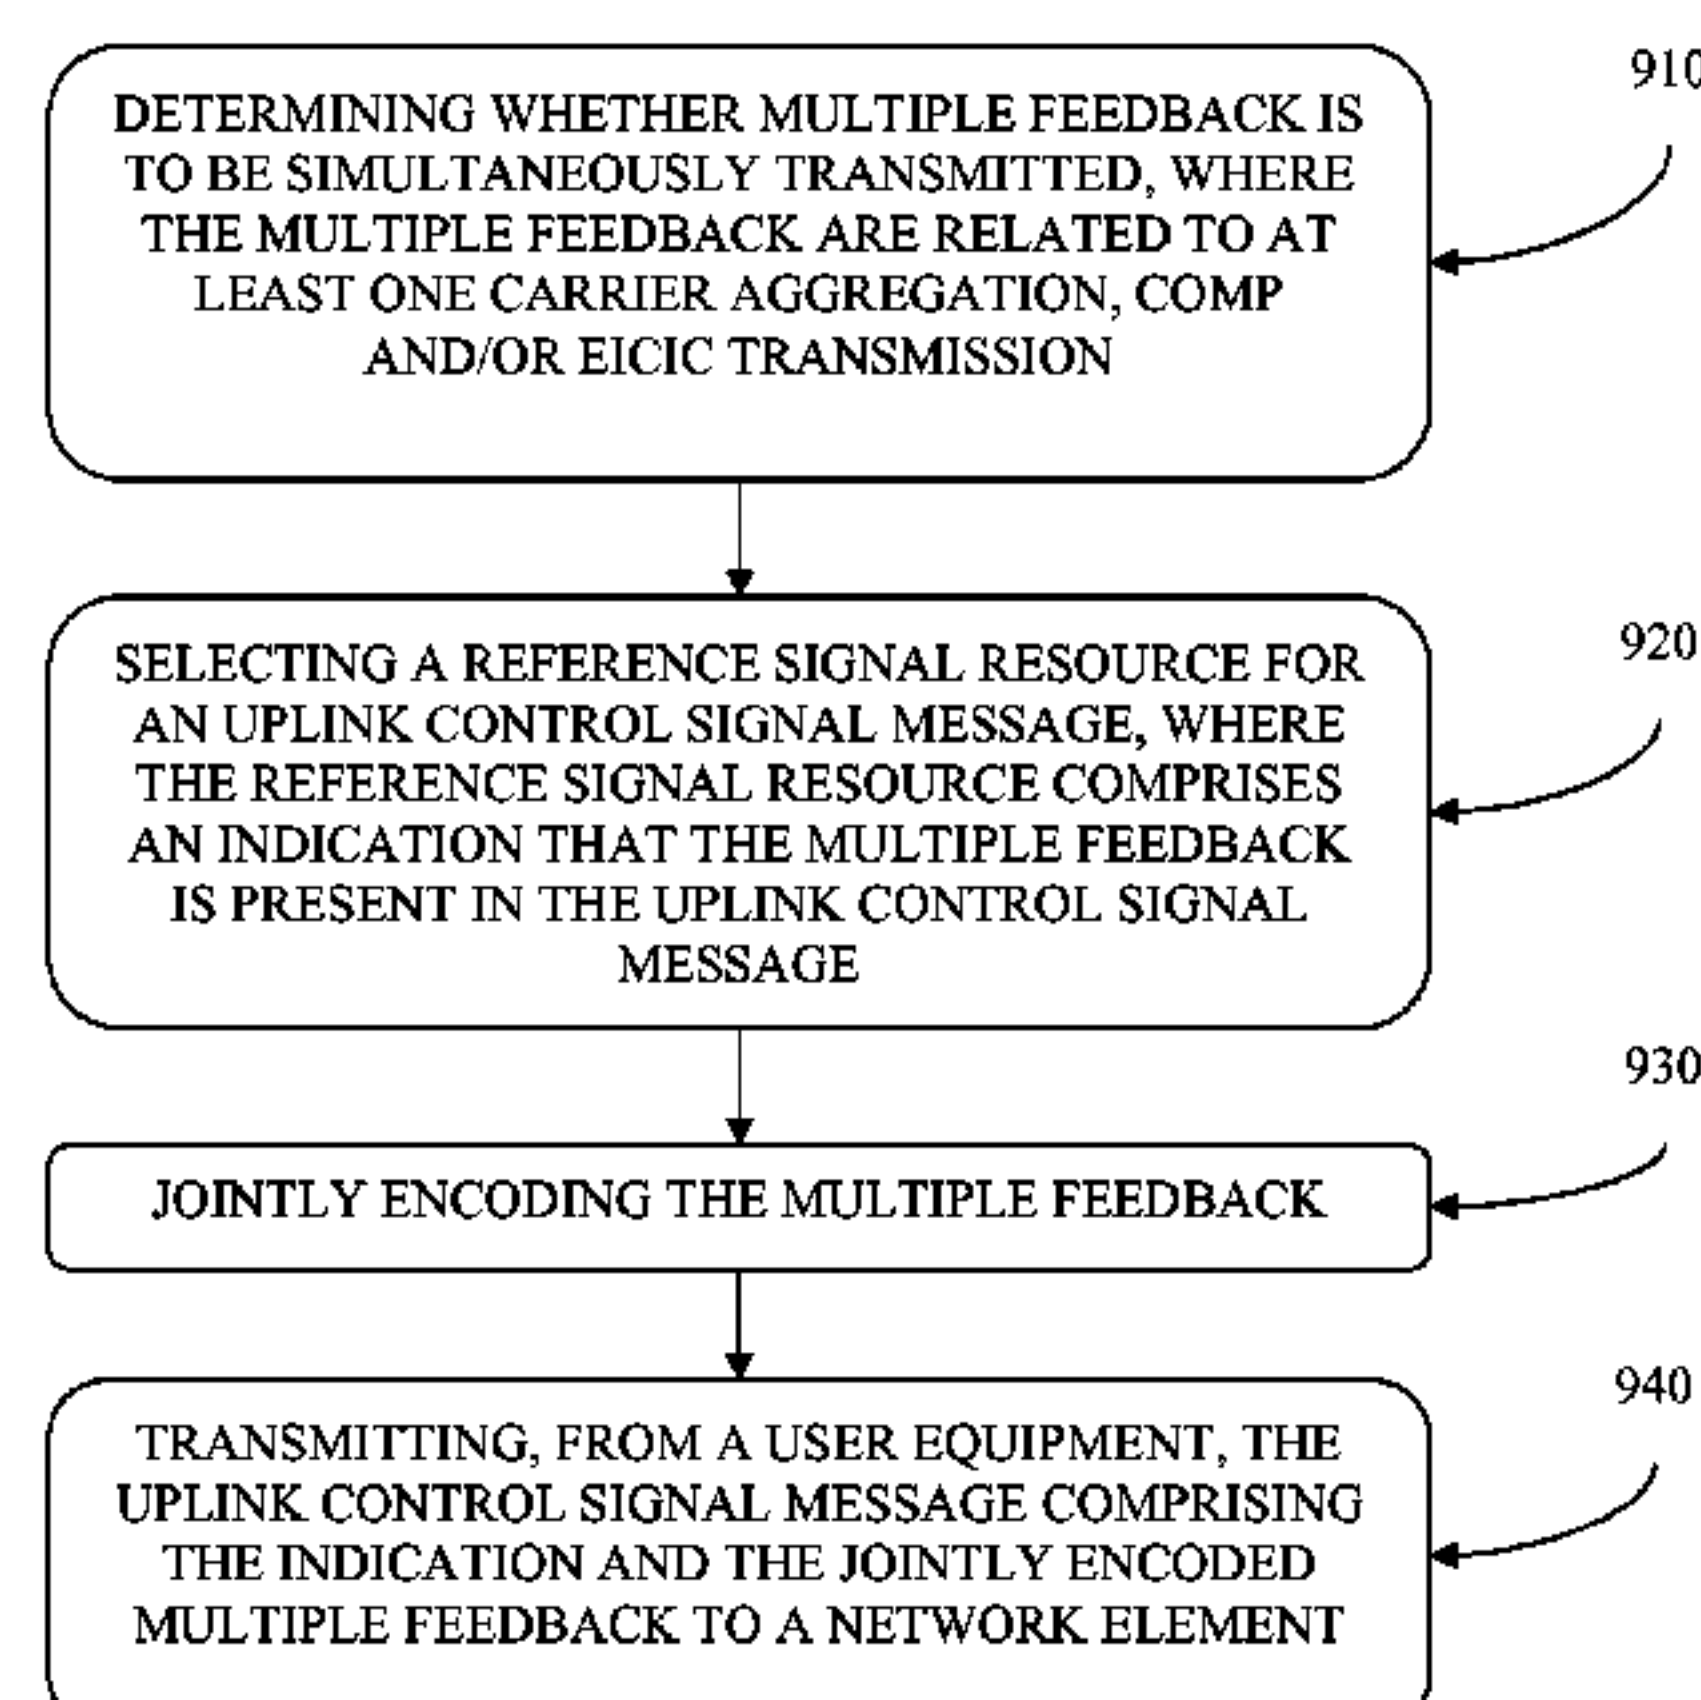 910
DETERMINING WHETHER MULTIPLE FEEDBACK IS
TO BE SIMULTANEOUSLY TRANSMITTED, WHERE
THE MULTIPLE FEEDBACK ARE RELATED TO AT
LEAST ONE CARRIER AGGREGATION, COMP
AND/OR EICIC TRANSMISSION
920
SELECTING A REFERENCE SIGNAL RESOURCE FOR
AN UPLINK CONTROL SIGNAL MESSAGE, WHERE
THE REFERENCE SIGNAL RESOURCE COMPRISES
AN INDICATION THAT THE MULTIPLE FEEDBACK
IS PRESENT IN THE UPLINK CONTROL SIGNAL
MESSAGE
930
JOINTLY ENCODING THE MULTIPLE FEEDBACK
940
TRANSMITTING, FROM A USER EQUIPMENT, THE
UPLINK CONTROL SIGNAL MESSAGE COMPRISING
THE INDICATION AND THE JOINTLY ENCODED
MULTIPLE FEEDBACK TO A NETWORK ELEMENT